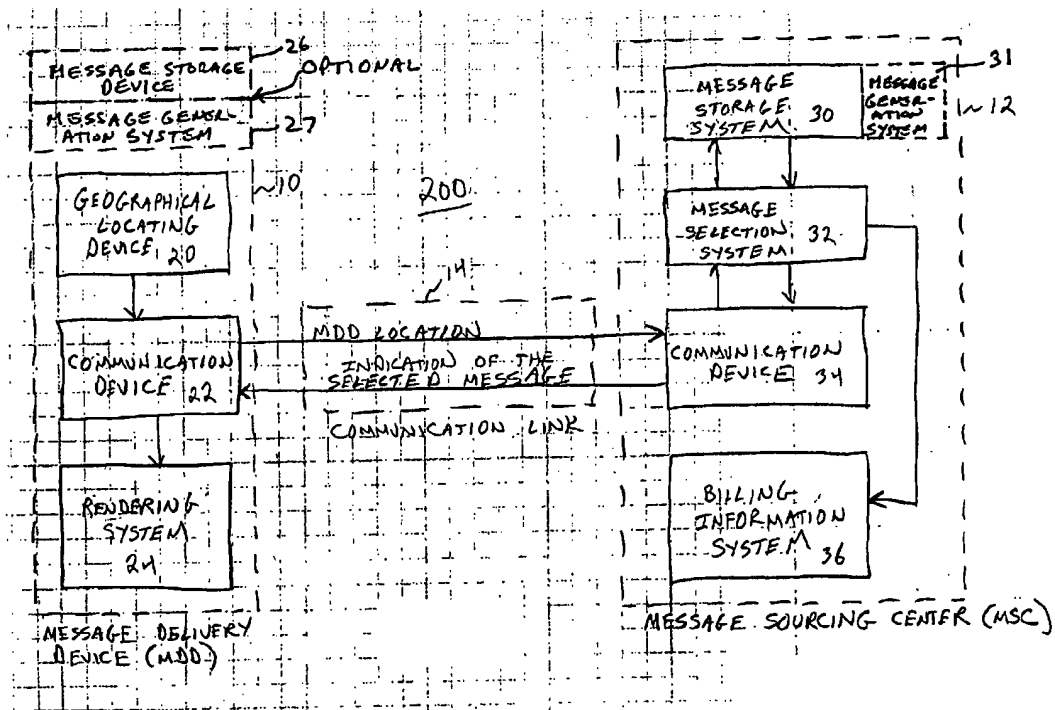 26
MESSAGE STORAGE
DEVICE
OPTIONAL
MESSAGE GENER-
ATION SYSTEM
27
10
GEOGRAPHICAL
LOCATING
DEVICE 20
COMMUNICATION
DEVICE 22
RENDERING
SYSTEM
24
MESSAGE DELIVERY
DEVICE (MDD)
200
14
MDD LOCATION
INDICATION OF THE
SELECTED MESSAGE
COMMUNICATION LINK
31
12
MESSAGE
STORAGE
SYSTEM 30
MESSAGE
GENER-
ATION
SYSTEM
MESSAGE
SELECTION
SYSTEM 32
COMMUNICATION
DEVICE 34
BILLING
INFORMATION
SYSTEM 36
MESSAGE SOURCING CENTER (MSC)